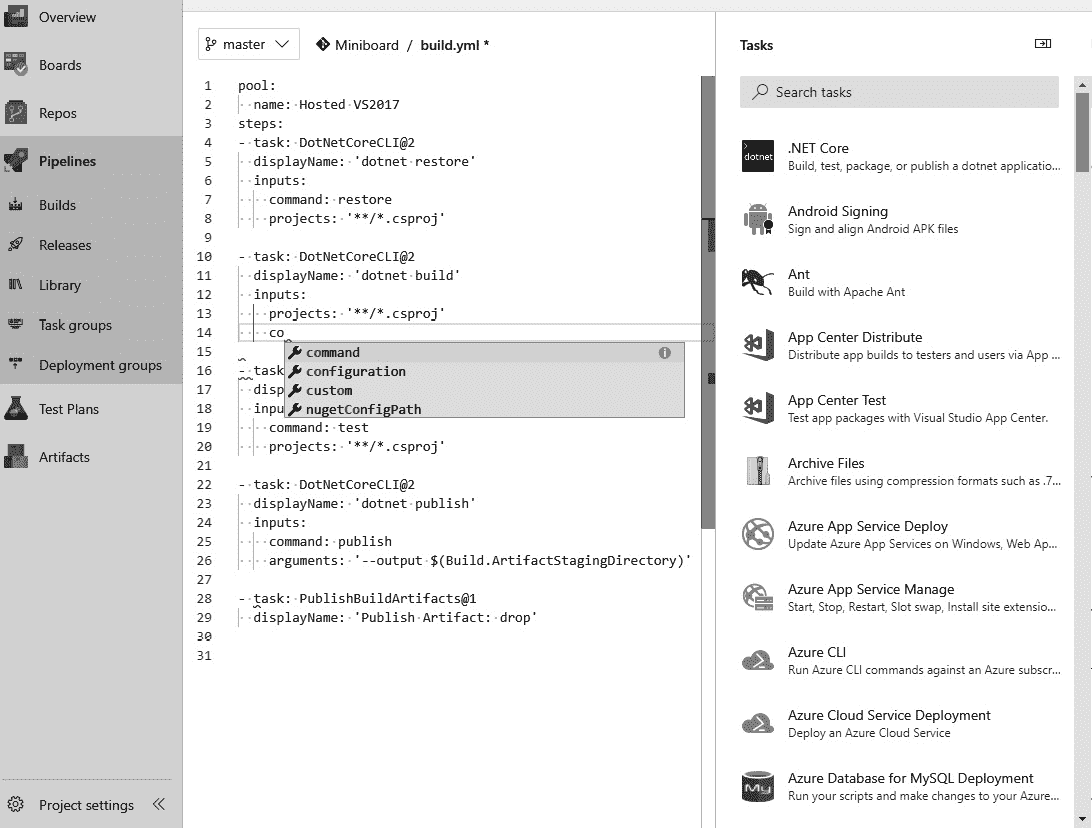 Overview
Boards
Repos
Pipelines
Builds
Releases
Library
Task groups
Deployment groups
Test Plans
Artifacts
Project settings
master
Miniboard / build.yml *
1 pool:
2 name: Hosted VS2017
3 steps:
4 - task: DotNetCoreCLI@2
5 displayName: 'dotnet restore'
6 inputs:
7 command: restore
8 projects: '**/*.csproj'
9
10 - task: DotNetCoreCLI@2
11 displayName: 'dotnet build'
12 inputs:
13 projects: '**/*.csproj'
14 co
15
command
configuration
custom
nugetConfigPath
16 - task
17 disp
18 inpu
19 command: test
20 projects: '**/*.csproj'
21
22 - task: DotNetCoreCLI@2
23 displayName: 'dotnet publish'
24 inputs:
25 command: publish
26 arguments: '--output $(Build.ArtifactStagingDirectory)'
27
28 - task: PublishBuildArtifacts@1
29 displayName: 'Publish Artifact: drop'
30
31
Tasks
Search tasks
dotnet
.NET Core
Build, test, package, or publish a dotnet applicatio...
Android Signing
Sign and align Android APK files
Ant
Build with Apache Ant
App Center Distribute
Distribute app builds to testers and users via App ...
App Center Test
Test app packages with Visual Studio App Center.
Archive Files
Archive files using compression formats such as .7...
Azure App Service Deploy
Update Azure App Services on Windows, Web Ap...
Azure App Service Manage
Start, Stop, Restart, Slot swap, Install site extensio...
Azure CLI
Run Azure CLI commands against an Azure subscr...
Azure Cloud Service Deployment
Deploy an Azure Cloud Service
My
Azure Database for MySQL Deployment
Run your scripts and make changes to your Azure...